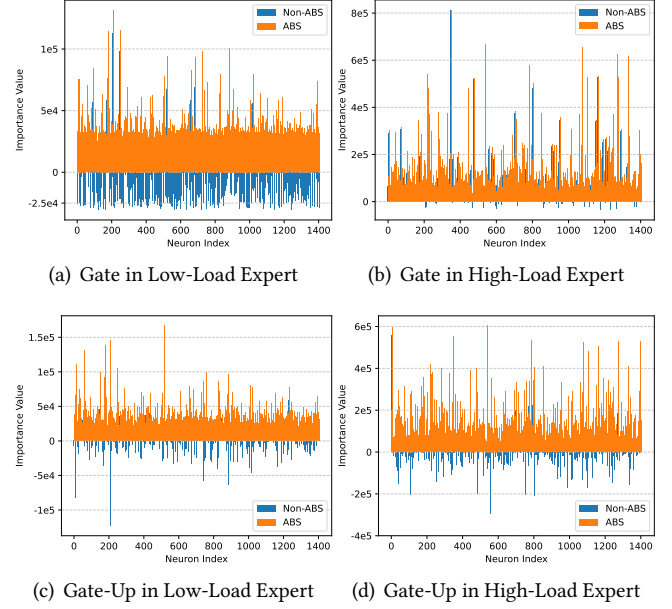 Non-ABS
ABS
1e5
5e4
0
-2.5e4
Importance Value
0 200 400 600 800 1000 1200 1400
Neuron Index
(a) Gate in Low-Load Expert
Non-ABS
ABS
8e5
6e5
4e5
2e5
0
Importance Value
0 200 400 600 800 1000 1200 1400
Neuron Index
(b) Gate in High-Load Expert
1.5e5
1e5
5e4
0
-5e4
-1e5
Importance Value
Non-ABS
ABS
0 200 400 600 800 1000 1200 1400
Neuron Index
(c) Gate-Up in Low-Load Expert
6e5
4e5
2e5
0
-2e5
-4e5
Importance Value
Non-ABS
ABS
0 200 400 600 800 1000 1200 1400
Neuron Index
(d) Gate-Up in High-Load Expert